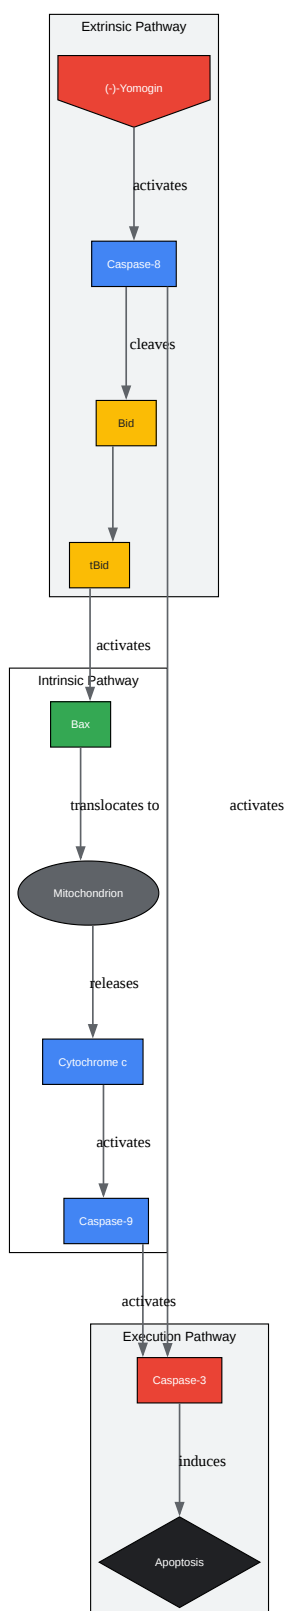 Extrinsic Pathway
(-)-Yomogin
activates
Caspase-8
cleaves
Bid
tBid
activates
Intrinsic Pathway
Bax
translocates to
activates
Mitochondrion
releases
Cytochrome c
activates
Caspase-9
activates
Execution Pathway
Caspase-3
induces
Apoptosis